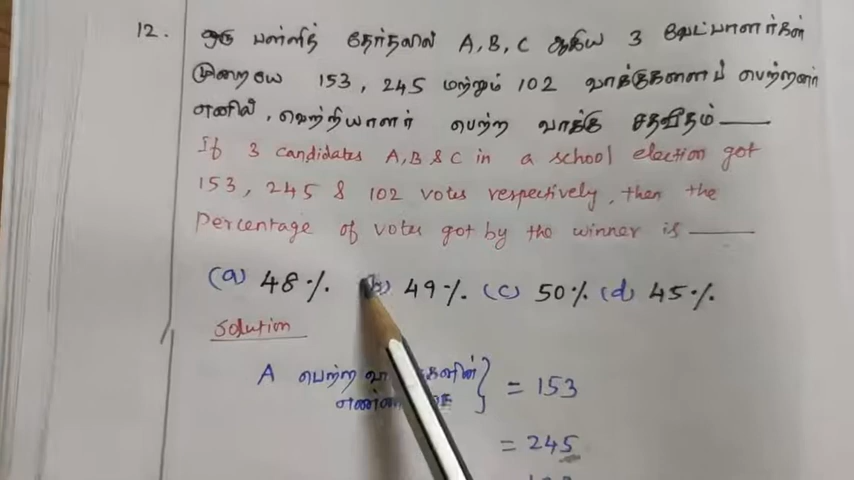 12. ஒரு பள்ளித் தேர்தலில் A, B, C ஆகிய 3 வேட்பாளர்கள்
முறையே 153, 245 மற்றும் 102 வாக்குகளைப் பெற்றனர்
எனில், வெற்றியாளர் பெற்ற வாக்கு சதவீதம் ____
If 3 candidates A, B & C in a school election got
153, 245 & 102 votes respectively, then the
Percentage of votes got by the winner is ____
(a) 48% (b) 49% (c) 50% (d) 45%
Solution
A பெற்ற } = 153
= 245